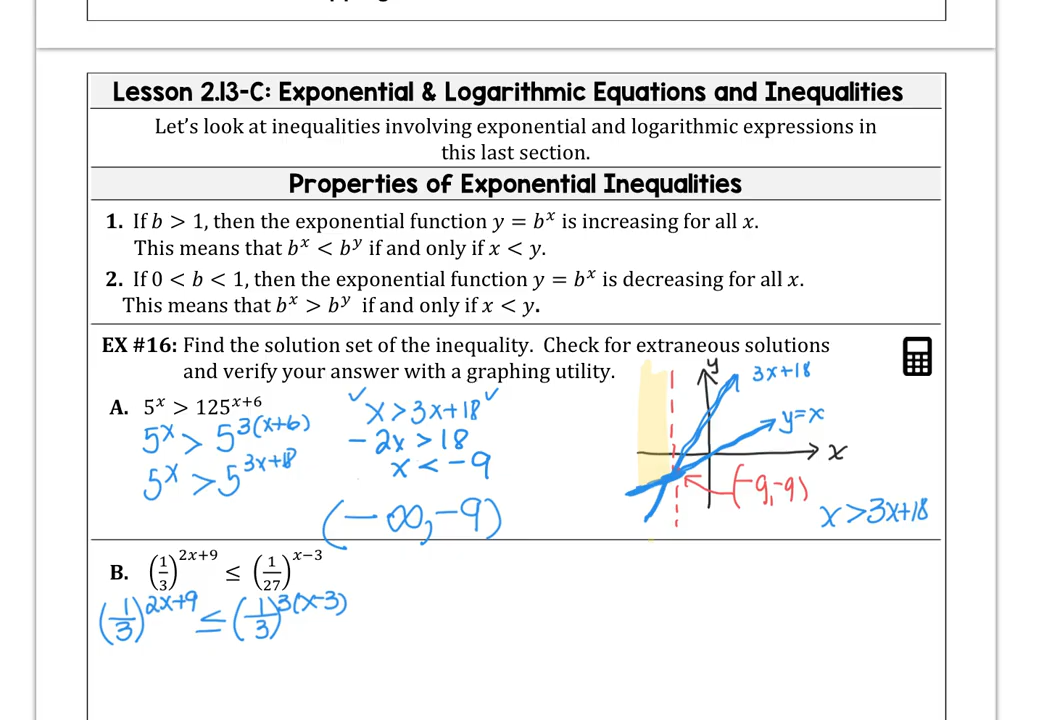 Lesson 2.13-C: Exponential & Logarithmic Equations and Inequalities
Let's look at inequalities involving exponential and logarithmic expressions in
this last section.
Properties of Exponential Inequalities
1. If b > 1, then the exponential function y = b^x is increasing for all x.
This means that b^x < b^y if and only if x < y.
2. If 0 < b < 1, then the exponential function y = b^x is decreasing for all x.
This means that b^x > b^y if and only if x < y.
EX #16: Find the solution set of the inequality. Check for extraneous solutions
and verify your answer with a graphing utility.
A. 5^x > 125^(x+6)
5^x > 5^(3(x+6))
5^x > 5^(3x+18)
x > 3x+18
-2x > 18
x < -9
(-∞, -9)
y
3x+18
y=x
x
(-9,-9)
x > 3x+18
B. (1/3)^(2x+9) ≤ (1/27)^(x-3)
(1/3)^(2x+9) ≤ (1/3)^(3(x-3))